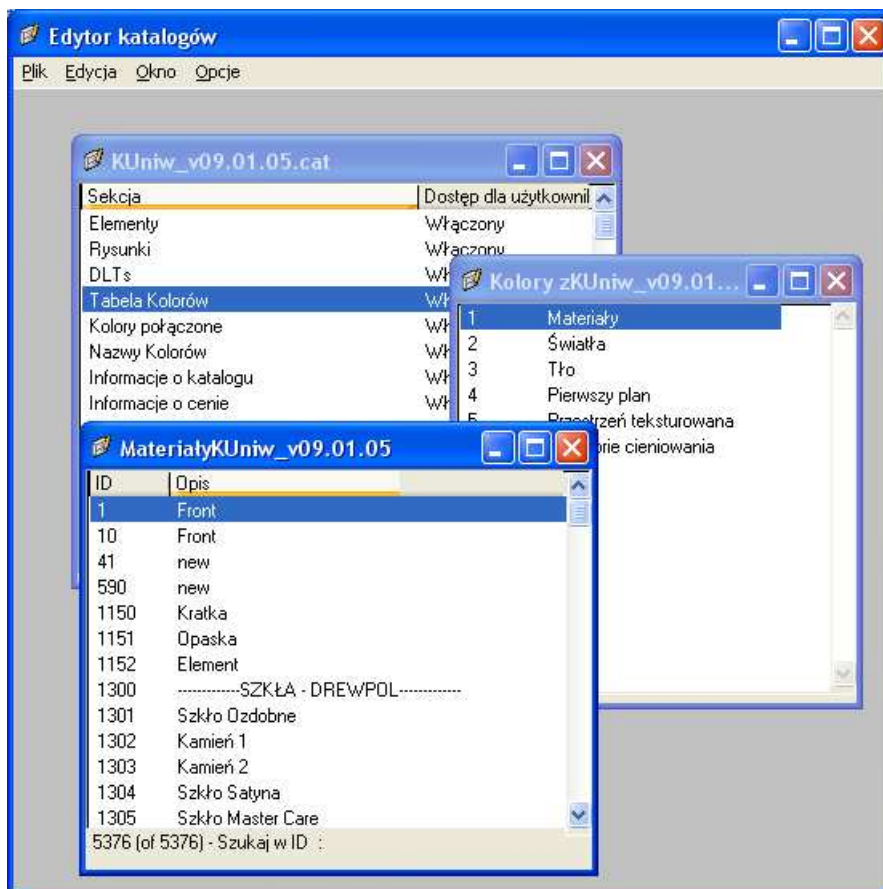 Edytor katalogów
Plik Edycja Okno Opcje
KUniw_v09.01.05.cat
Sekcja Dostęp dla użytkownil
Elementy Włączony
Rysunki Włączony
DLTs
Tabela Kolorów
Kolory połączone
Nazwy Kolorów
Informacje o katalogu
Informacje o cenie
Kolory zKUniw_v09.01...
1 Materiały
2 Światła
3 Tło
4 Pierwszy plan
5 Przestrzeń teksturowana
cieniowania
MateriałyKUniw_v09.01.05
ID Opis
1 Front
10 Front
41 new
590 new
1150 Kratka
1151 Opaska
1152 Element
1300 -------------SZKŁA - DREWPOL-------------
1301 Szkło Ozdobne
1302 Kamień 1
1303 Kamień 2
1304 Szkło Satyna
1305 Szkło Master Care
5376 (of 5376) - Szukaj w ID :